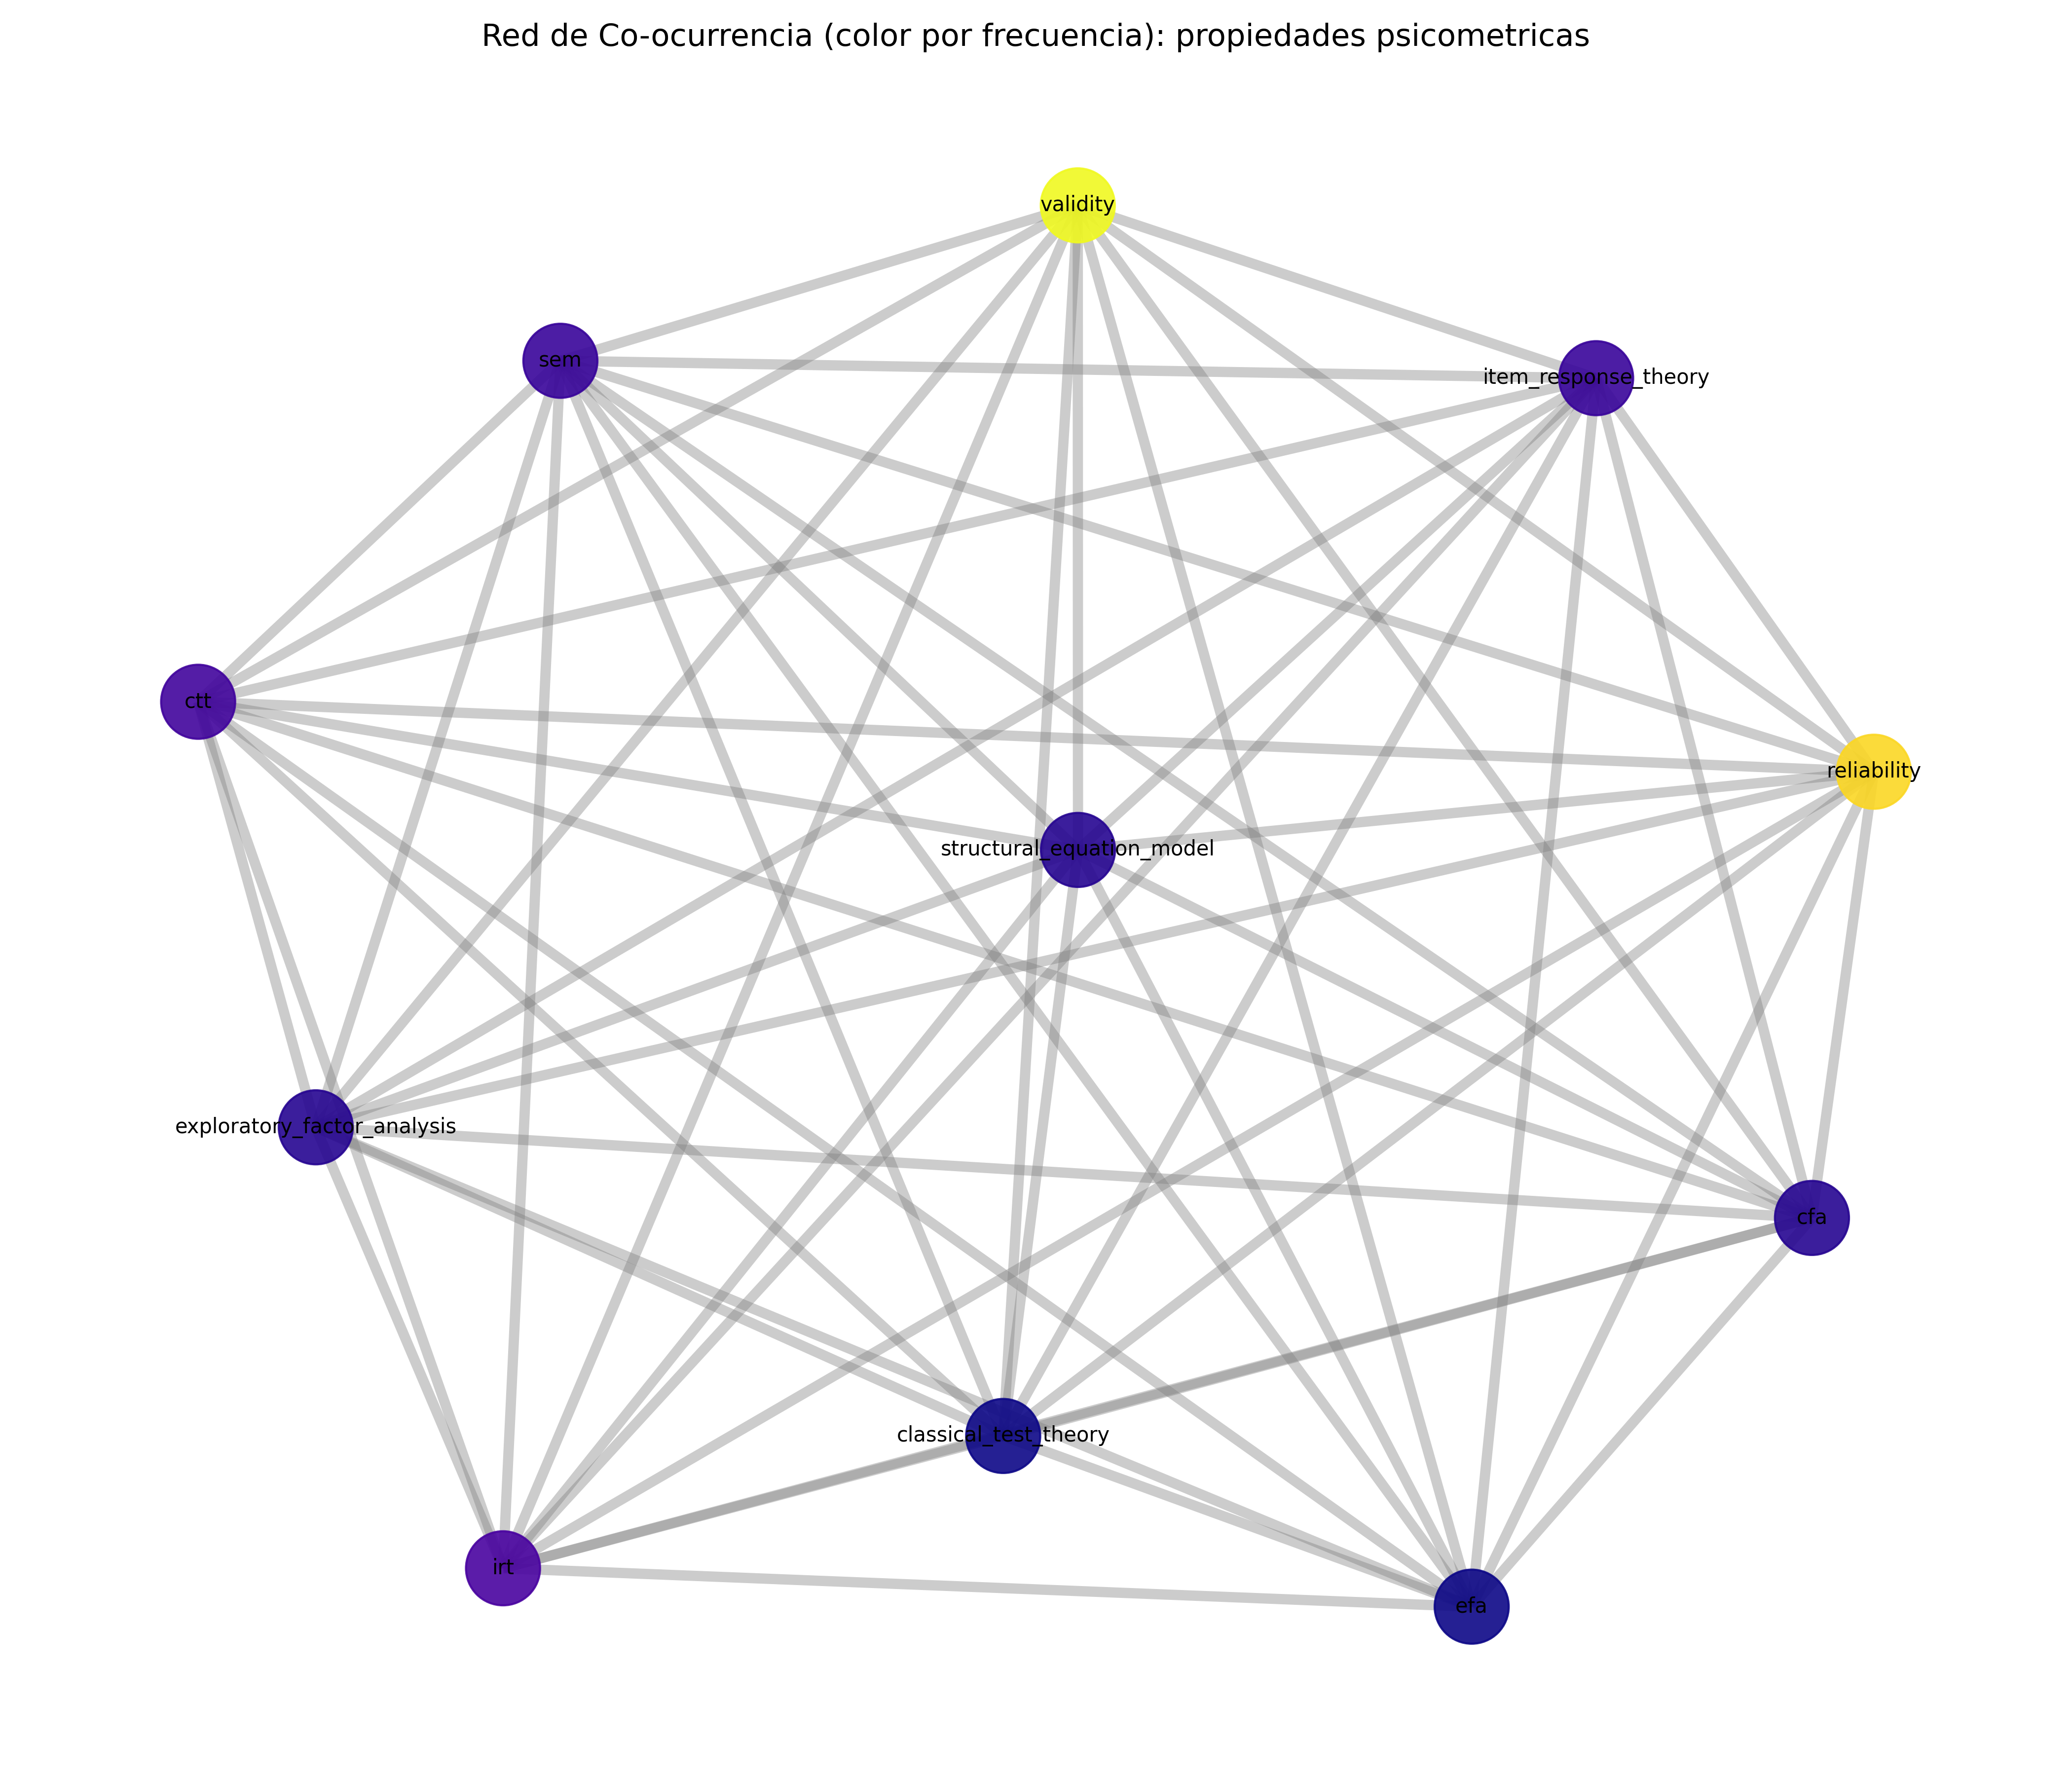 Red de Co-ocurrencia (color por frecuencia): propiedades psicometricas
validity
sem
item_response_theory
ctt
reliability
structural_equation_model
exploratory_factor_analysis
cfa
classical_test_theory
irt
efa